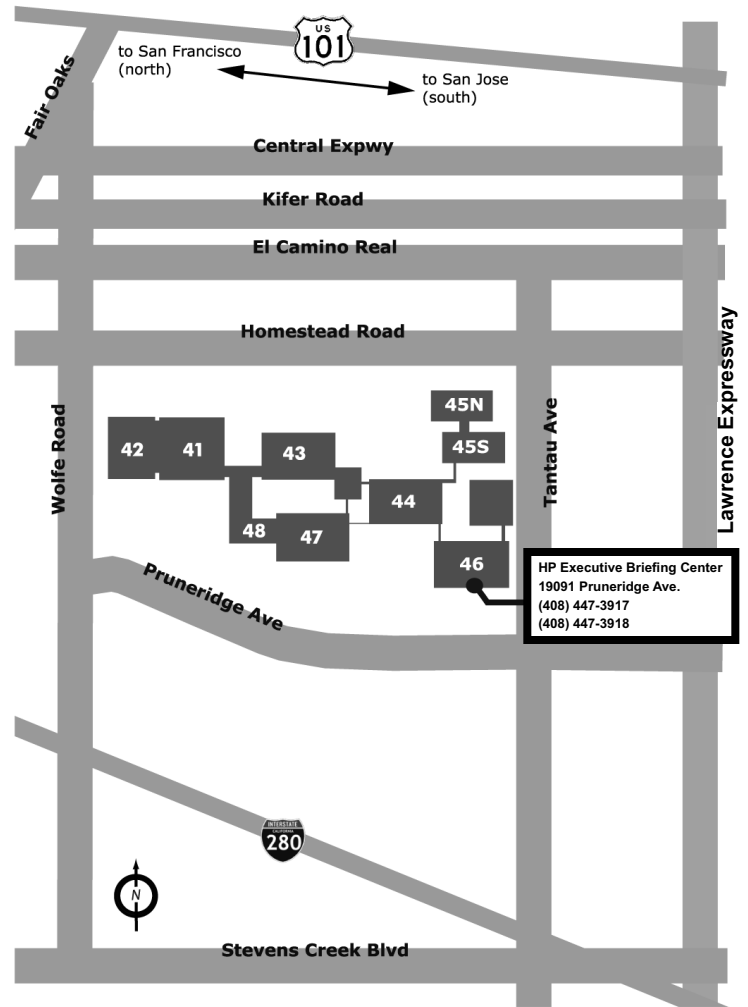 US
101
to San Francisco
(north)
to San Jose
(south)
Fair Oaks
Central Expwy
Kifer Road
El Camino Real
Homestead Road
Lawrence Expressway
Wolfe Road
Tantau Ave
45N
45S
42
41
43
44
48
47
46
HP Executive Briefing Center
19091 Pruneridge Ave.
(408) 447-3917
(408) 447-3918
Pruneridge Ave
INTERSTATE
CALIFORNIA
280
N
Stevens Creek Blvd